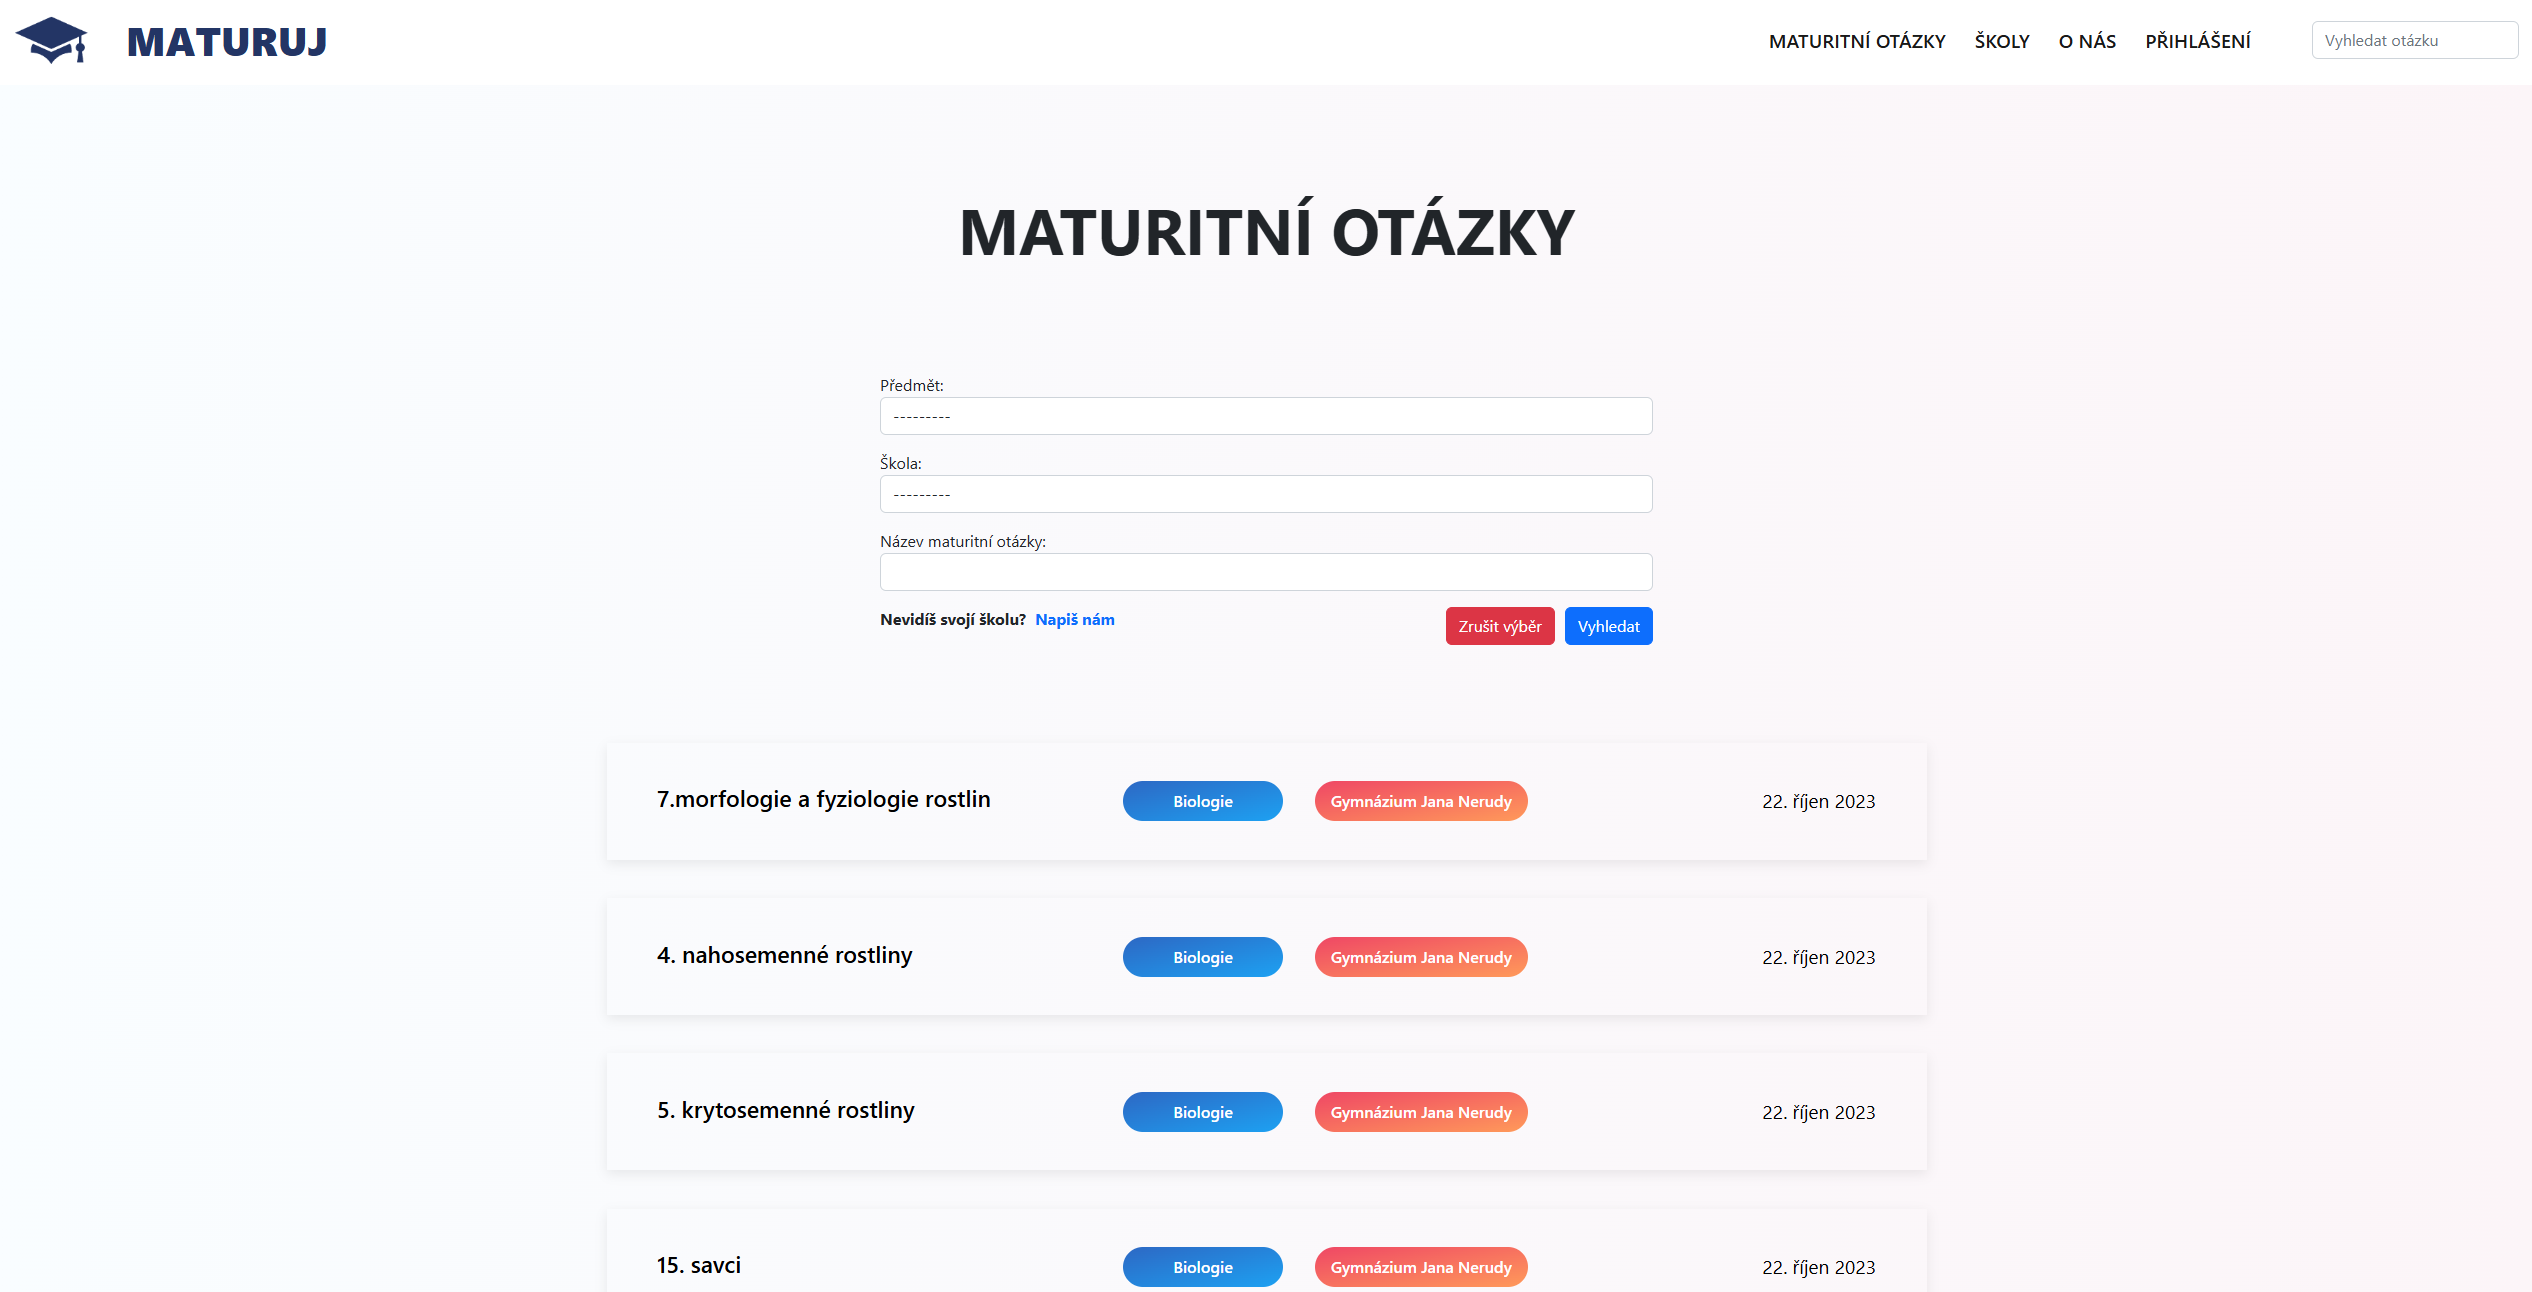 MATURUJ
MATURITNÍ OTÁZKY ŠKOLY O NÁS PŘIHLÁŠENÍ Vyhledat otázku
MATURITNÍ OTÁZKY
Předmět:
---------
Škola:
---------
Název maturitní otázky:
Nevidíš svojí školu? Napiš nám Zrušit výběr Vyhledat
7.morfologie a fyziologie rostlin Biologie Gymnázium Jana Nerudy 22. říjen 2023
4. nahosemenné rostliny Biologie Gymnázium Jana Nerudy 22. říjen 2023
5. krytosemenné rostliny Biologie Gymnázium Jana Nerudy 22. říjen 2023
15. savci Biologie Gymnázium Jana Nerudy 22. říjen 2023